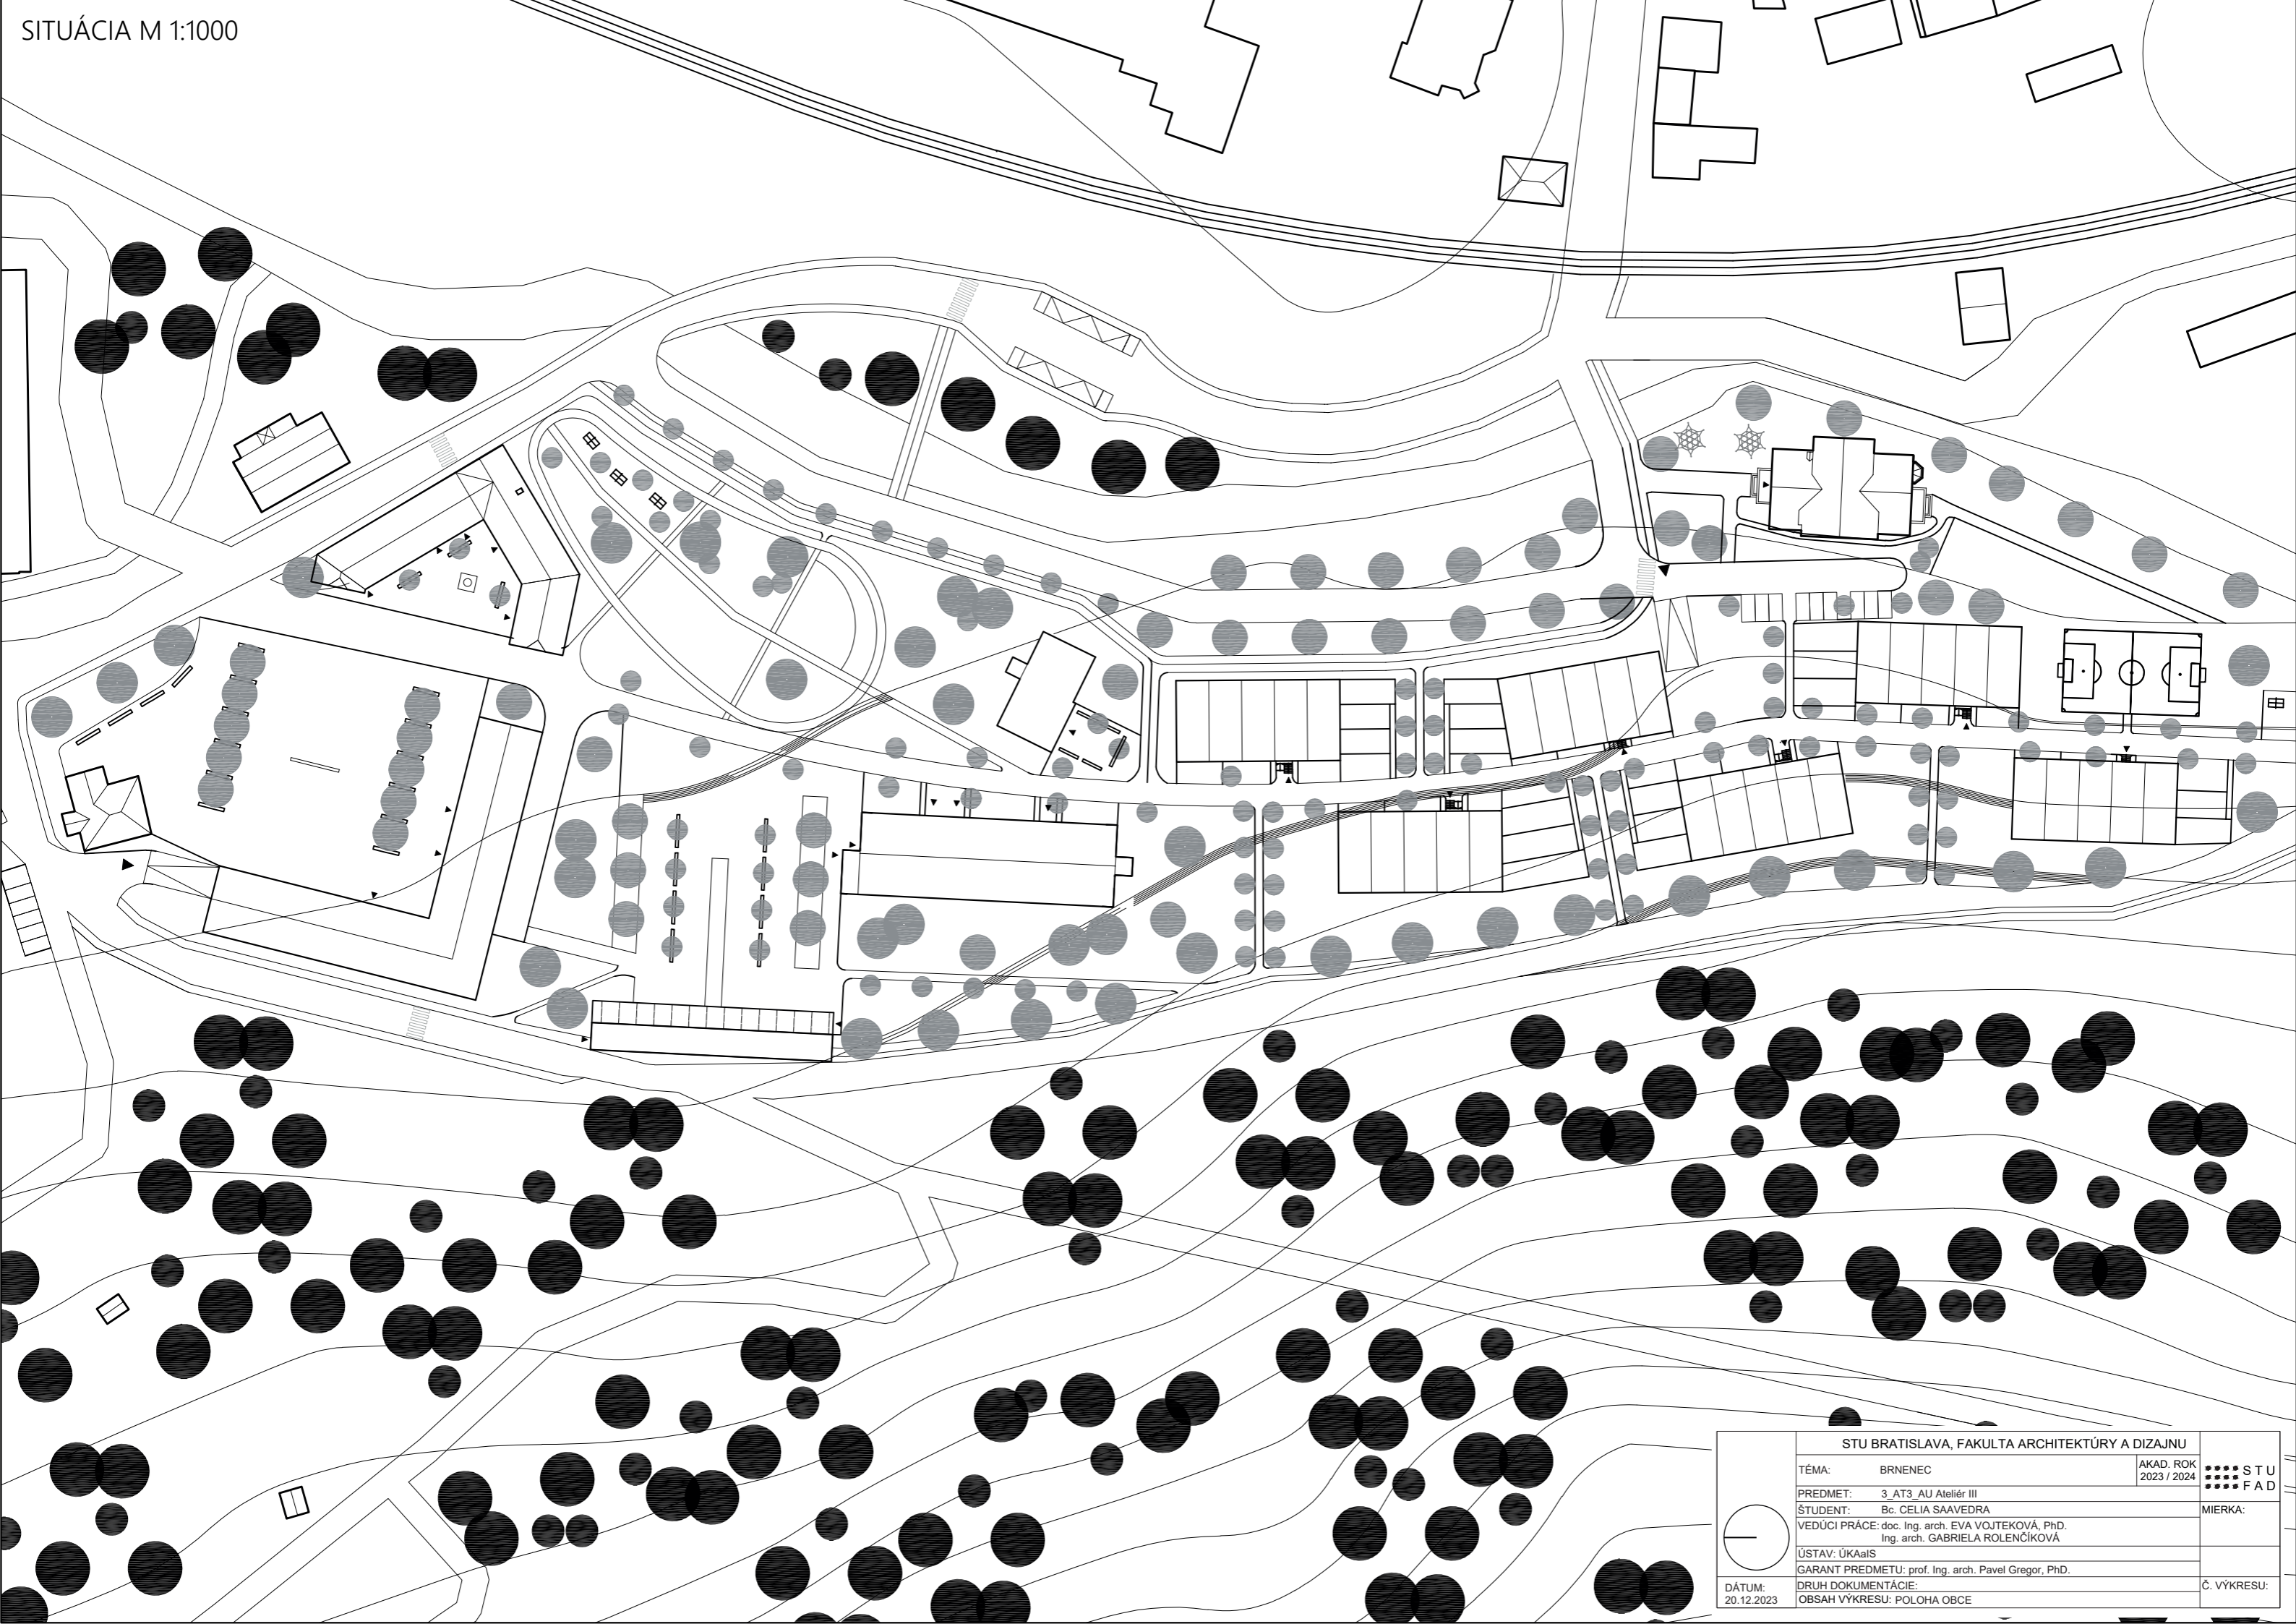 SITUÁCIA M 1:1000
STU BRATISLAVA, FAKULTA ARCHITEKTÚRY A DIZAJNU
TÉMA: BRNENEC
AKAD. ROK
2023 / 2024
STU
FAD
PREDMET: 3_AT3_AU Ateliér III
ŠTUDENT: Bc. CELIA SAAVEDRA
MIERKA:
VEDÚCI PRÁCE: doc. Ing. arch. EVA VOJTEKOVÁ, PhD.
Ing. arch. GABRIELA ROLENČÍKOVÁ
ÚSTAV: ÚKAaIS
GARANT PREDMETU: prof. Ing. arch. Pavel Gregor, PhD.
DÁTUM:
20.12.2023
DRUH DOKUMENTÁCIE:
OBSAH VÝKRESU: POLOHA OBCE
Č. VÝKRESU: